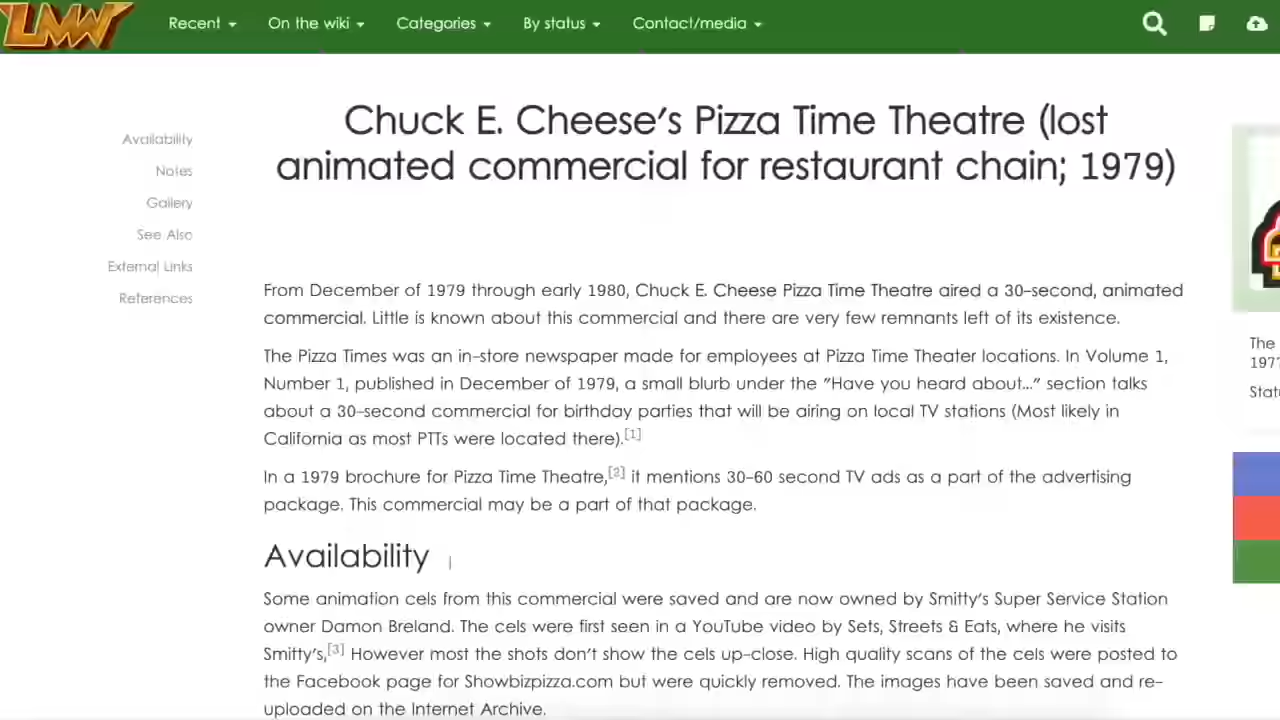 LMW
Recent
On the wiki
Categories
By status
Contact/media
Chuck E. Cheese's Pizza Time Theatre (lost
animated commercial for restaurant chain; 1979)
Availability
Notes
Gallery
See Also
External Links
References
From December of 1979 through early 1980, Chuck E. Cheese Pizza Time Theatre aired a 30-second, animated
commercial. Little is known about this commercial and there are very few remnants left of its existence.
The Pizza Times was an in-store newspaper made for employees at Pizza Time Theater locations. In Volume 1,
Number 1, published in December of 1979, a small blurb under the "Have you heard about..." section talks
about a 30-second commercial for birthday parties that will be airing on local TV stations (Most likely in
California as most PTTs were located there).[1]
In a 1979 brochure for Pizza Time Theatre,[2] it mentions 30-60 second TV ads as a part of the advertising
package. This commercial may be a part of that package.
Availability
Some animation cels from this commercial were saved and are now owned by Smitty's Super Service Station
owner Damon Breland. The cels were first seen in a YouTube video by Sets, Streets & Eats, where he visits
Smitty's,[3] However most the shots don't show the cels up-close. High quality scans of the cels were posted to
the Facebook page for Showbizpizza.com but were quickly removed. The images have been saved and re-
uploaded on the Internet Archive.
The
197
Stat